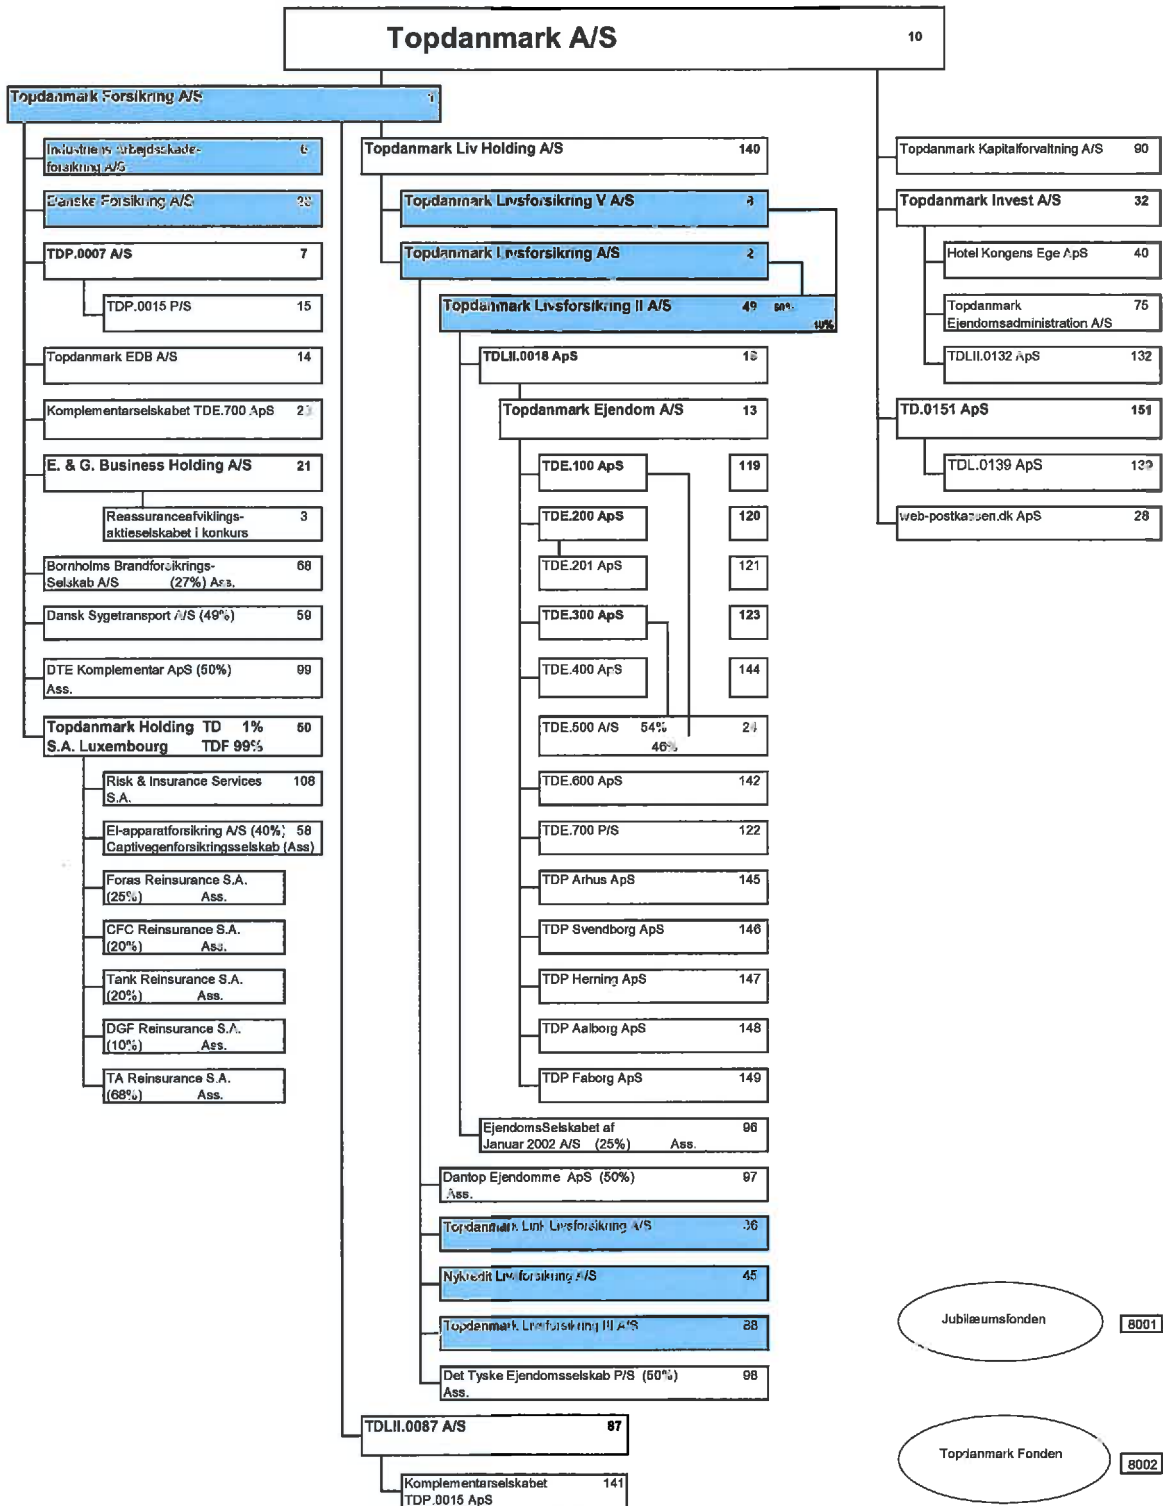 Topdanmark A/S 10
Topdanmark Forsikring A/S
Industriens Arbejdsskade- 6
forsikring A/S
Danske Forsikring A/S
TDP.0007 A/S 7
TDP.0015 P/S 15
Topdanmark EDB A/S 14
Komplementarselskabet TDE.700 ApS
E. & G. Business Holding A/S 21
Reassuranceafviklings- 3
aktieselskabet i konkurs
Bornholms Brandforsikrings- 68
Selskab A/S (27%) Ass.
Dansk Sygetransport A/S (49%) 59
DTE Komplementar ApS (50%) 99
Ass.
Topdanmark Holding TD 1% 50
S.A. Luxembourg TDF 99%
Risk & Insurance Services 108
S.A.
El-apparatforsikring A/S (40%) 58
Captivegenforsikringsselskab (Ass)
Foras Reinsurance S.A.
(25%) Ass.
CFC Reinsurance S.A.
(20%) Ass.
Tank Reinsurance S.A.
(20%) Ass.
DGF Reinsurance S.A.
(10%) Ass.
TA Reinsurance S.A.
(68%) Ass.
Topdanmark Liv Holding A/S 140
Topdanmark Livsforsikring V A/S
Topdanmark Livsforsikring A/S 2
Topdanmark Livsforsikring II A/S 49
TDLII.0018 ApS 18
Topdanmark Ejendom A/S 13
TDE.100 ApS 119
TDE.200 ApS 120
TDE.201 ApS 121
TDE.300 ApS 123
TDE.400 ApS 144
TDE.500 A/S 54% 24
46%
TDE.600 ApS 142
TDE.700 P/S 122
TDP Arhus ApS 145
TDP Svendborg ApS 146
TDP Herning ApS 147
TDP Aalborg ApS 148
TDP Faborg ApS 149
EjendomsSelskabet af 96
Januar 2002 A/S (25%) Ass.
Dantop Ejendomme ApS (50%) 97
Ass.
Topdanmark Link Livsforsikring A/S 36
Nykredit Livsforsikring A/S 45
Topdanmark Livsforsikring III A/S 88
Det Tyske Ejendomsselskab P/S (50%) 98
Ass.
TDLII.0087 A/S 87
Komplementarselskabet 141
TDP.0015 ApS
Topdanmark Kapitalforvaltning A/S 90
Topdanmark Invest A/S 32
Hotel Kongens Ege ApS 40
Topdanmark 75
Ejendomsadministration A/S
TDLII.0132 ApS 132
TD.0151 ApS 151
TDL.0139 ApS 139
web-postkassen.dk ApS 28
Jubilæumsfonden 8001
Topdanmark Fonden 8002